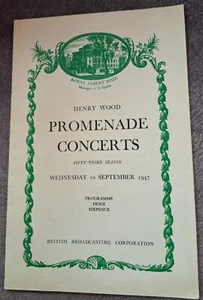 ROYAL ALBERT HALL
HENRY WOOD
PROMENADE
CONCERTS
FIFTY-THIRD SEASON
WEDNESDAY 10 SEPTEMBER 1947
PROGRAMME
PRICE
SIXPENCE
BRITISH BROADCASTING CORPORATION